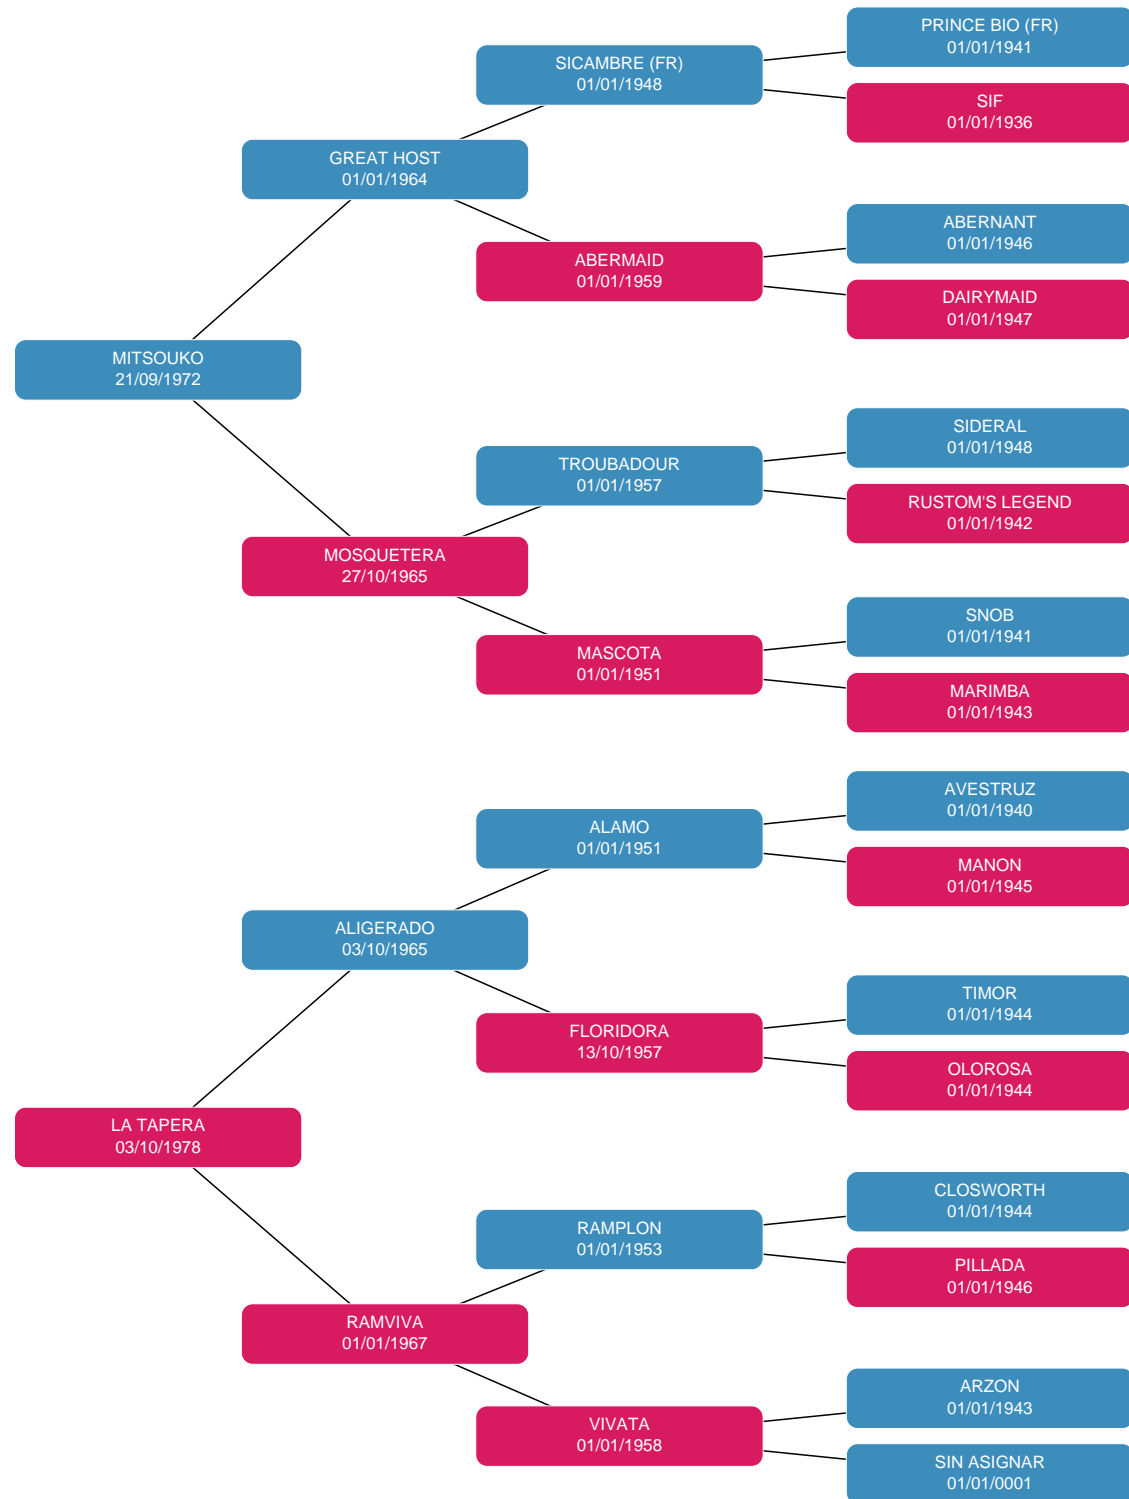 PRINCE BIO (FR)
01/01/1941
SICAMBRE (FR)
01/01/1948
SIF
01/01/1936
GREAT HOST
01/01/1964
ABERNANT
01/01/1946
ABERMAID
01/01/1959
DAIRYMAID
01/01/1947
MITSOUKO
21/09/1972
SIDERAL
01/01/1948
TROUBADOUR
01/01/1957
RUSTOM'S LEGEND
01/01/1942
MOSQUETERA
27/10/1965
SNOB
01/01/1941
MASCOTA
01/01/1951
MARIMBA
01/01/1943
AVESTRUZ
01/01/1940
ALAMO
01/01/1951
MANON
01/01/1945
ALIGERADO
03/10/1965
TIMOR
01/01/1944
FLORIDORA
13/10/1957
OLOROSA
01/01/1944
LA TAPERA
03/10/1978
CLOSWORTH
01/01/1944
RAMPLON
01/01/1953
PILLADA
01/01/1946
RAMVIVA
01/01/1967
ARZON
01/01/1943
VIVATA
01/01/1958
SIN ASIGNAR
01/01/0001